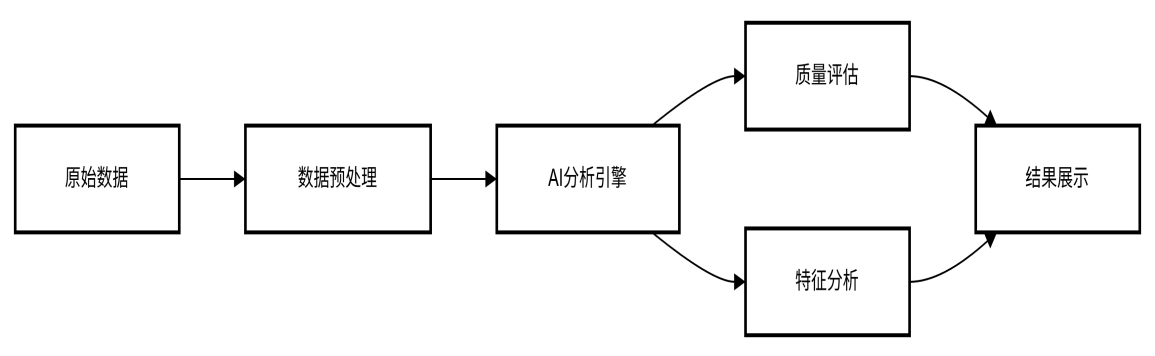 原始数据
数据预处理
AI分析引擎
质量评估
特征分析
结果展示